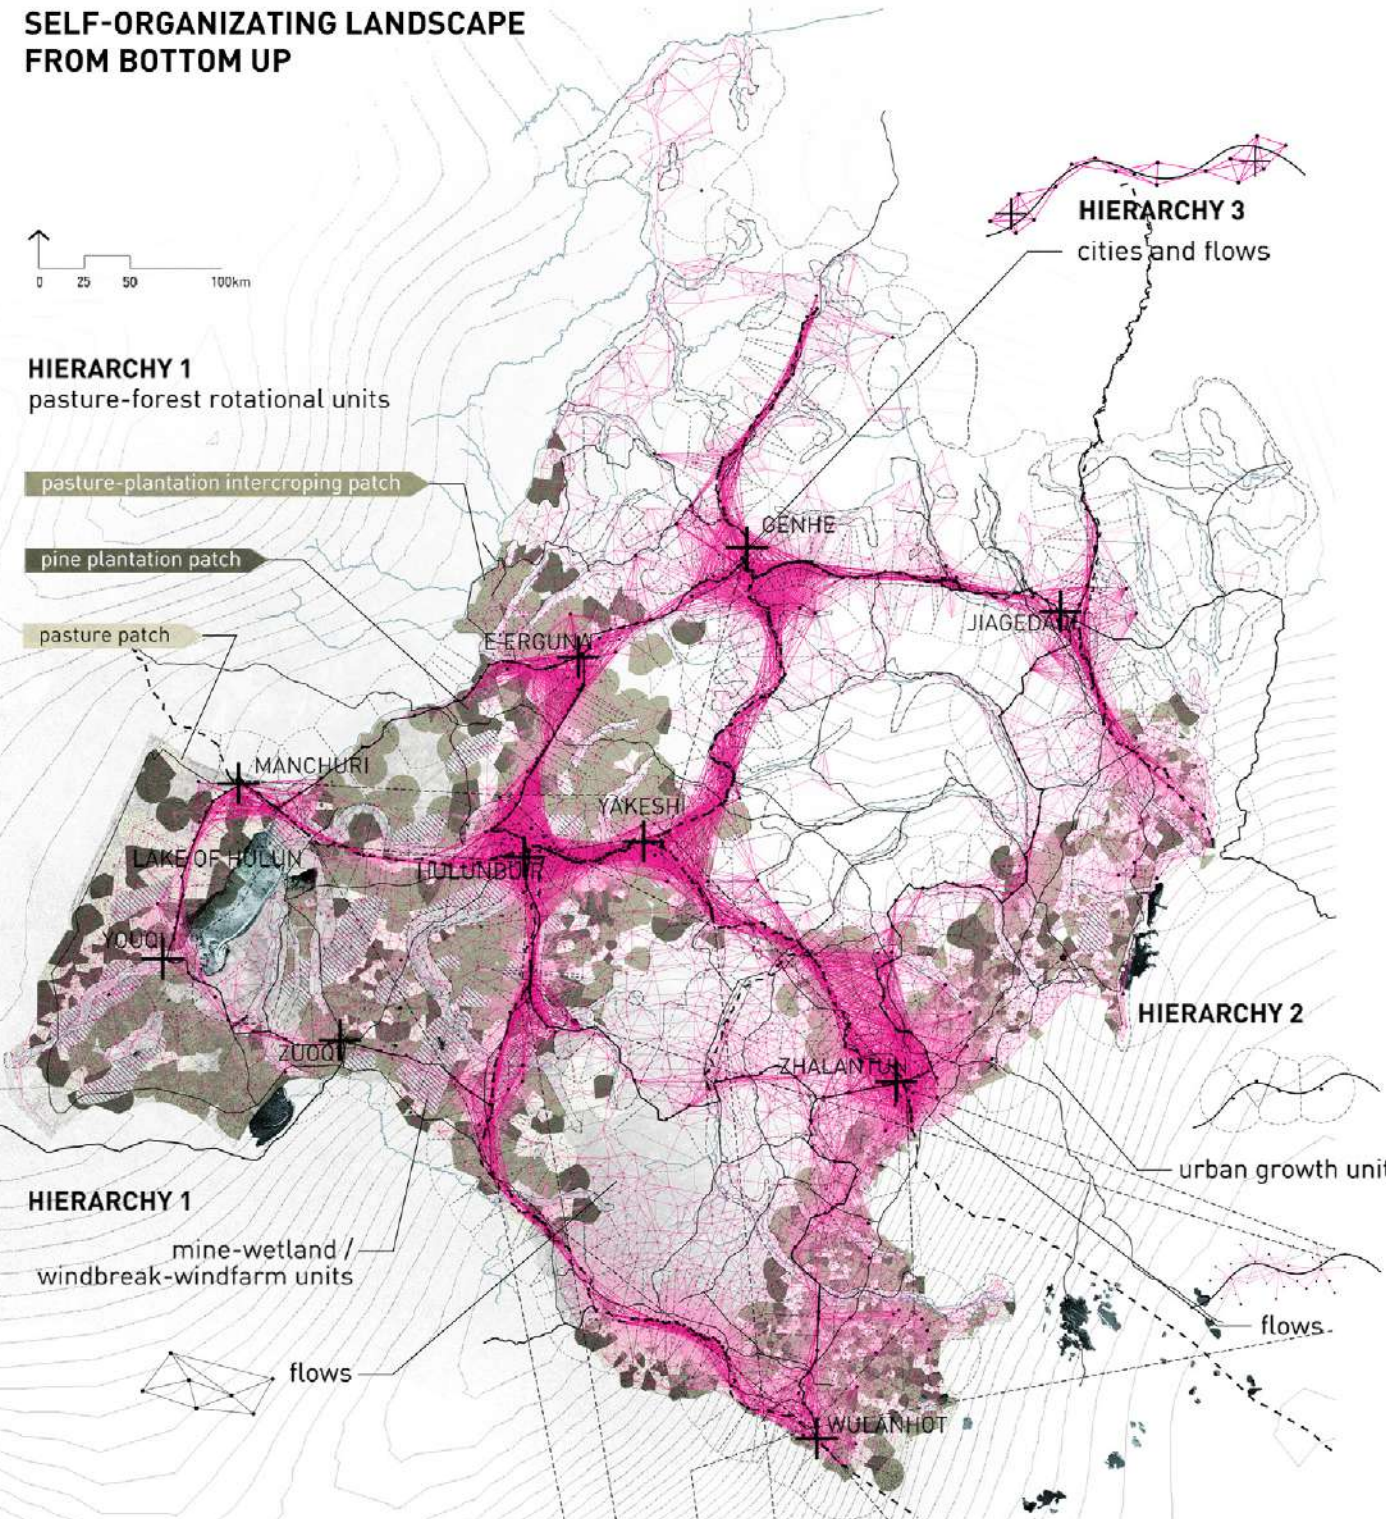 SELF-ORGANIZATING LANDSCAPE
FROM BOTTOM UP
HIERARCHY 3
cities and flows
0 25 50 100km
HIERARCHY 1
pasture-forest rotational units
pasture-plantation intercroping patch
GENHE
pine plantation patch
JIAGEDAQI
pasture patch
E'ERGUNA
MANCHURI
YAKESHI
LAKE OF HULUN
HULUNBUIR
YOUQI
HIERARCHY 2
ZUOQI
ZHALANTUN
urban growth unit
HIERARCHY 1
mine-wetland /
windbreak-windfarm units
flows
flows
WULANHOT